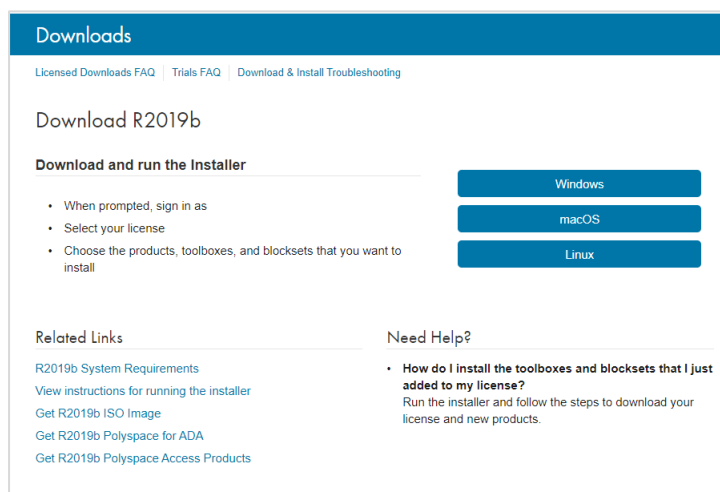 Downloads
Licensed Downloads FAQ
Trials FAQ
Download & Install Troubleshooting
Download R2019b
Download and run the Installer
• When prompted, sign in as
• Select your license
• Choose the products, toolboxes, and blocksets that you want to
install
Windows
macOS
Linux
Related Links
R2019b System Requirements
View instructions for running the installer
Get R2019b ISO Image
Get R2019b Polyspace for ADA
Get R2019b Polyspace Access Products
Need Help?
• How do I install the toolboxes and blocksets that I just
added to my license?
Run the installer and follow the steps to download your
license and new products.